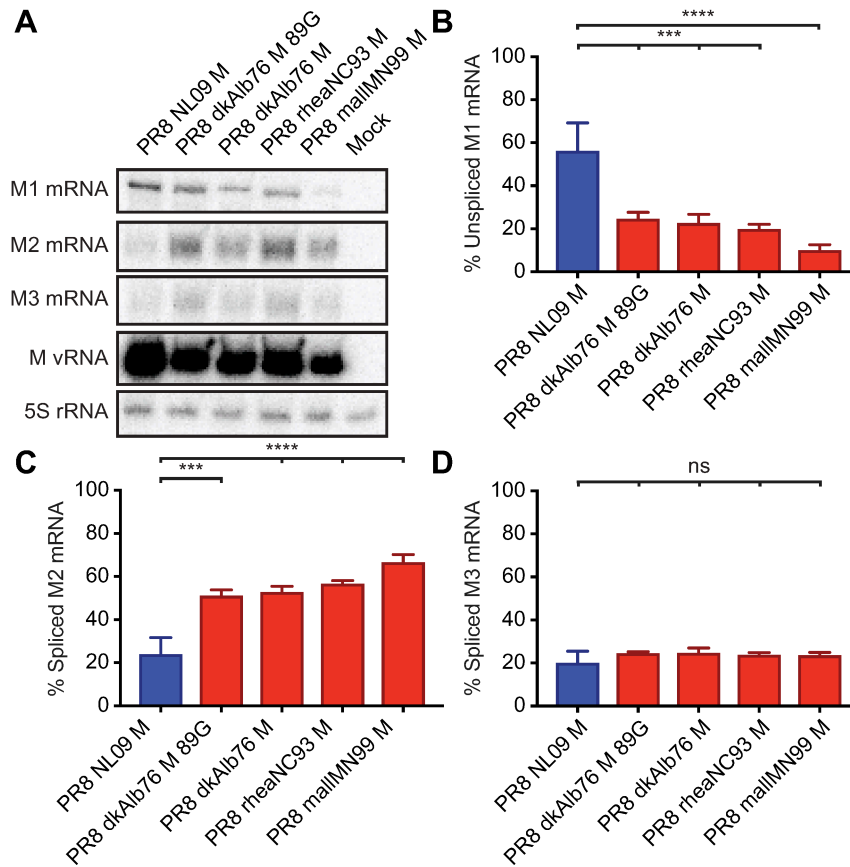 A
PR8 NL09 M
PR8 dkAlb76 M 89G
PR8 dkAlb76 M
PR8 rheaNC93 M
PR8 mallMN99 M
Mock
M1 mRNA
M2 mRNA
M3 mRNA
M vRNA
5S rRNA
B
****
***
% Unspliced M1 mRNA
100
80
60
40
20
0
PR8 NL09 M
PR8 dkAlb76 M 89G
PR8 dkAlb76 M
PR8 rheaNC93 M
PR8 mallMN99 M
C
****
***
% Spliced M2 mRNA
100
80
60
40
20
0
PR8 NL09 M
PR8 dkAlb76 M 89G
PR8 dkAlb76 M
PR8 rheaNC93 M
PR8 mallMN99 M
D
ns
% Spliced M3 mRNA
100
80
60
40
20
0
PR8 NL09 M
PR8 dkAlb76 M 89G
PR8 dkAlb76 M
PR8 rheaNC93 M
PR8 mallMN99 M